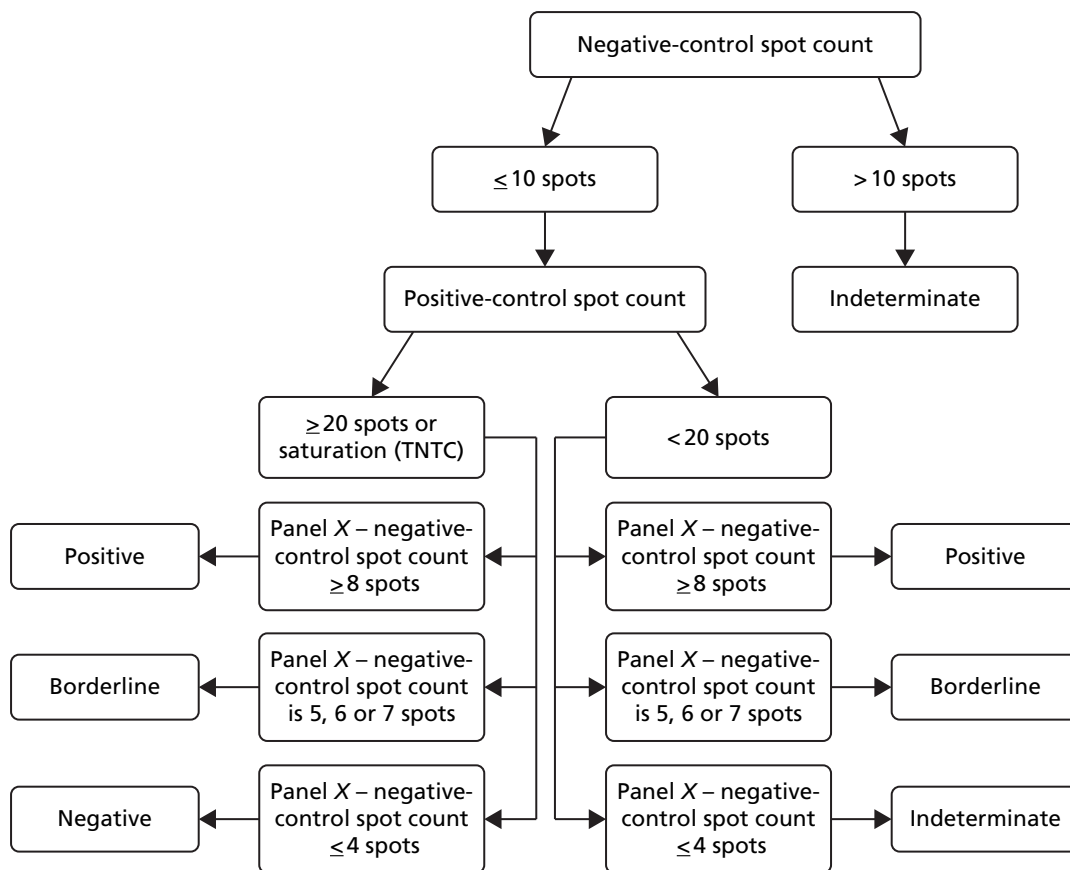 Negative-control spot count
≤10 spots
>10 spots
Positive-control spot count
Indeterminate
≥20 spots or
saturation (TNTC)
<20 spots
Positive
Panel X – negative-
control spot count
≥8 spots
Panel X – negative-
control spot count
≥8 spots
Positive
Borderline
Panel X – negative-
control spot count
is 5, 6 or 7 spots
Panel X – negative-
control spot count
is 5, 6 or 7 spots
Borderline
Negative
Panel X – negative-
control spot count
≤4 spots
Panel X – negative-
control spot count
≤4 spots
Indeterminate